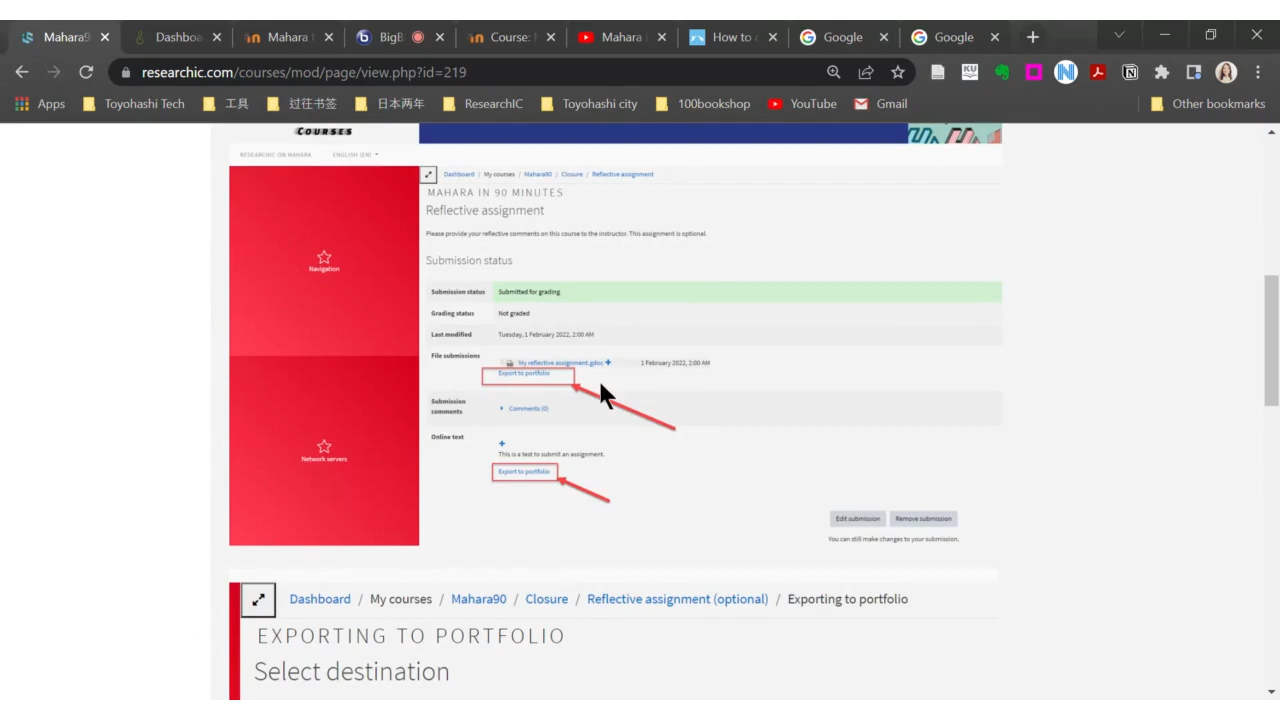 Mahara9
Dashboa
Mahara
BigB
Course:
Mahara
How to
Google
Google
researchic.com/courses/mod/page/view.php?id=219
Apps
Toyohashi Tech
工具
过往书签
日本两年
ResearchIC
Toyohashi city
100bookshop
YouTube
Gmail
Other bookmarks
COURSES
RESEARCHIC ON MAHARA
ENGLISH (EN)
Dashboard / My courses / Mahara90 / Closure / Reflective assignment
MAHARA IN 90 MINUTES
Reflective assignment
Please provide your reflective comments on this course to the instructor. This assignment is optional.
Navigation
Submission status
Submission status Submitted for grading
Grading status Not graded
Last modified Tuesday, 1 February 2022, 2:00 AM
File submissions My reflective assignment.gdoc 1 February 2022, 2:00 AM
Export to portfolio
Submission comments Comments (0)
Online text
This is a test to submit an assignment.
Network servers
Export to portfolio
Edit submission Remove submission
You can still make changes to your submission.
Dashboard / My courses / Mahara90 / Closure / Reflective assignment (optional) / Exporting to portfolio
EXPORTING TO PORTFOLIO
Select destination